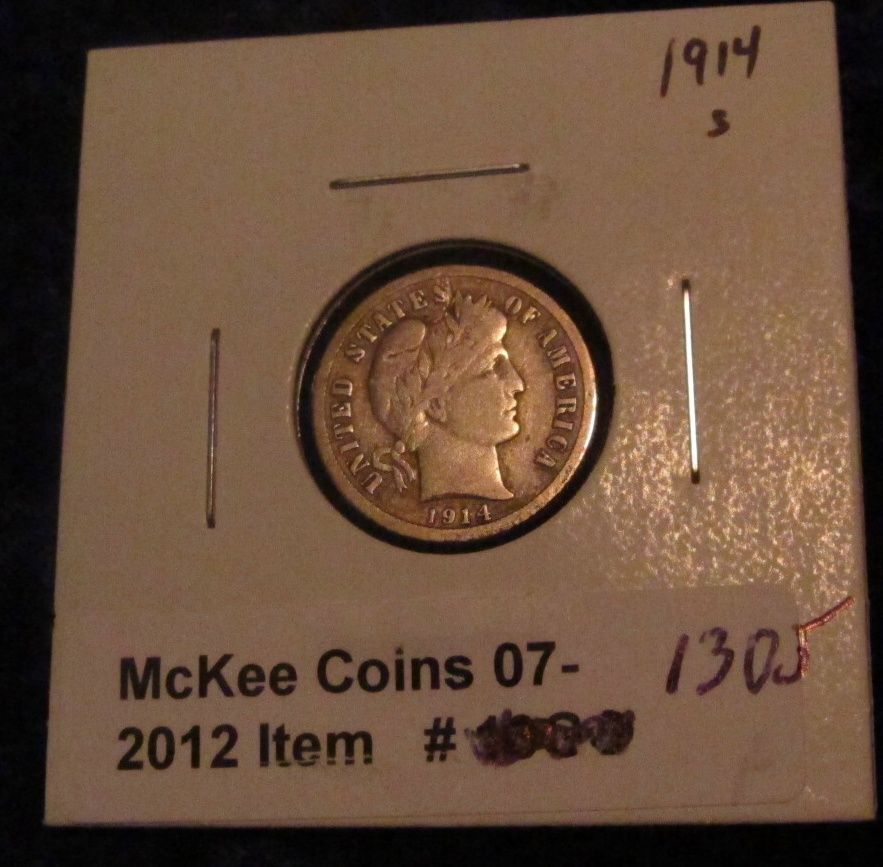 1914
s
UNITED STATES OF AMERICA
1914
McKee Coins 07- 1305
2012 Item #